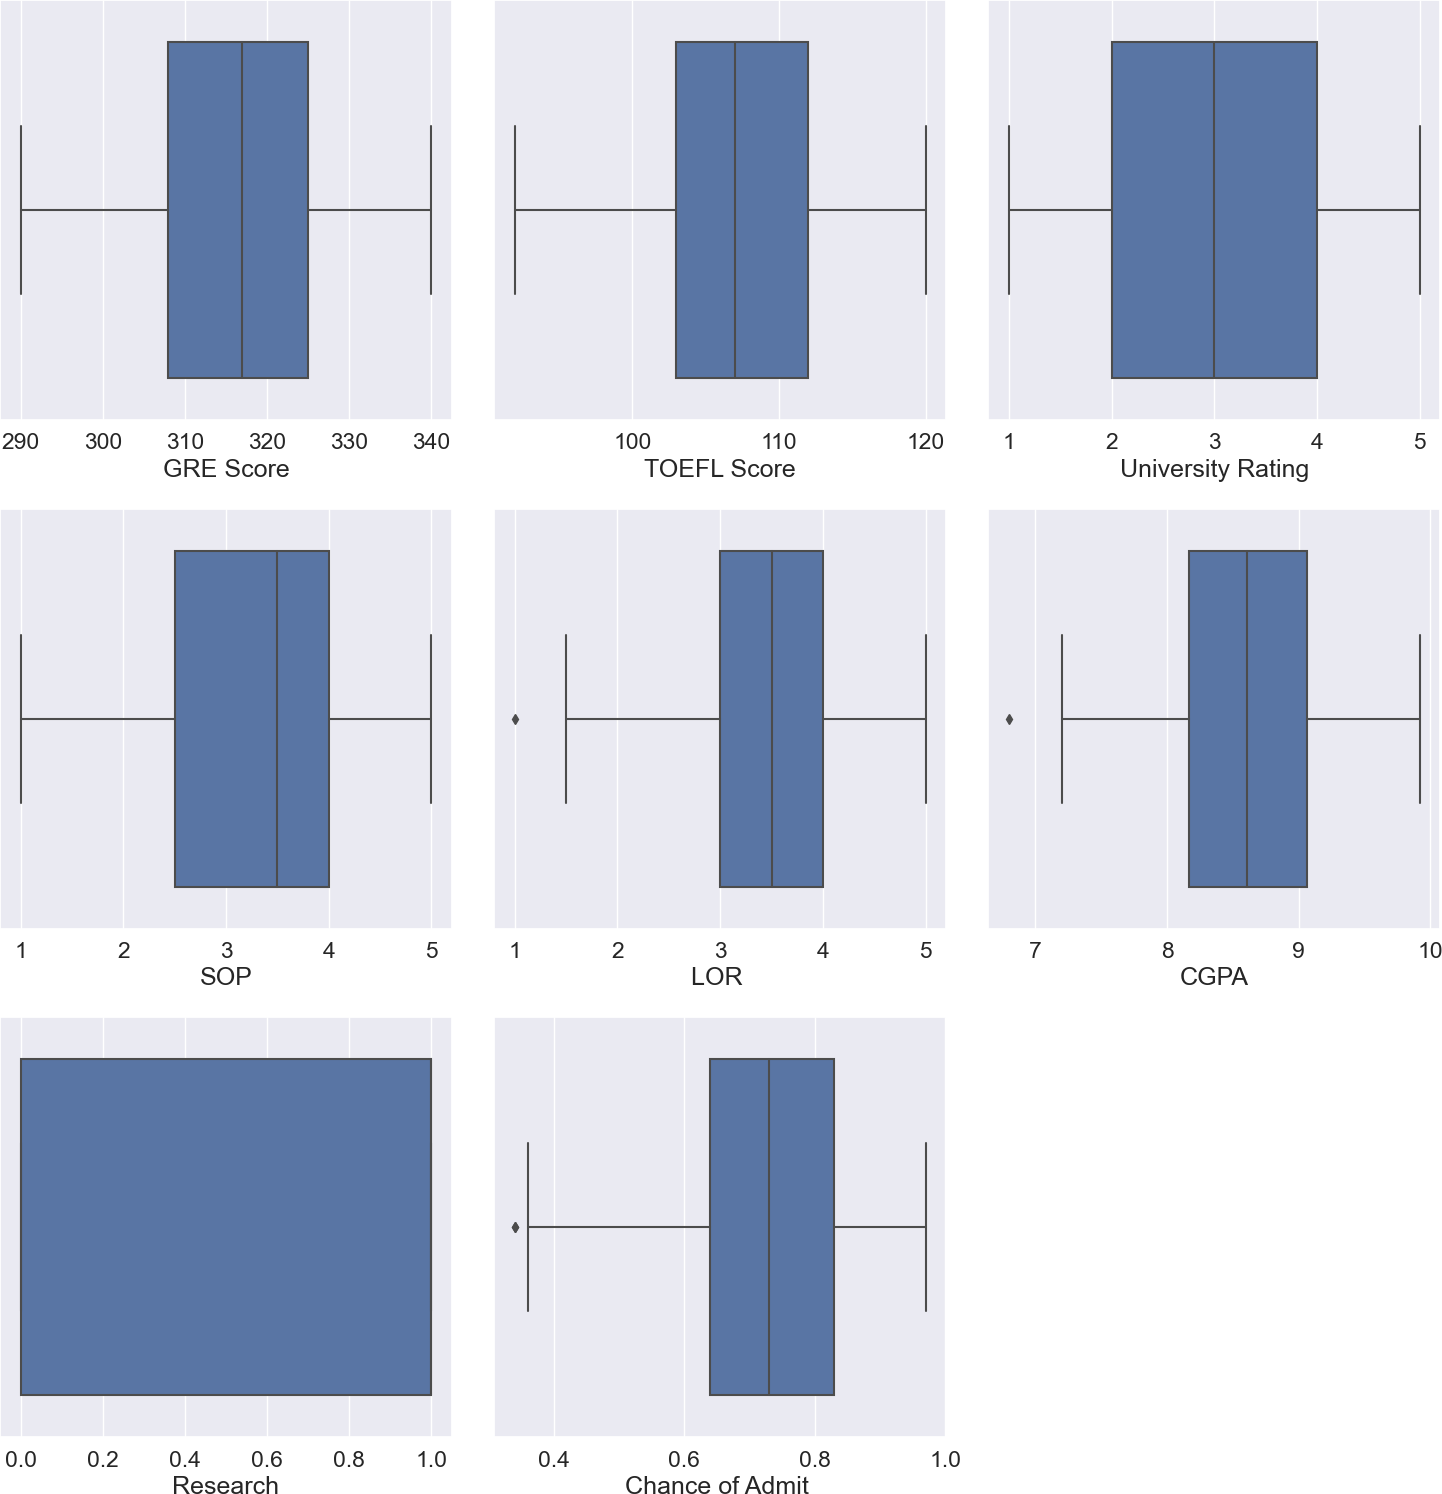 290 300 310 320 330 340
GRE Score
100 110 120
TOEFL Score
1 2 3 4 5
University Rating
1 2 3 4 5
SOP
1 2 3 4 5
LOR
7 8 9 10
CGPA
0.0 0.2 0.4 0.6 0.8 1.0
Research
0.4 0.6 0.8 1.0
Chance of Admit